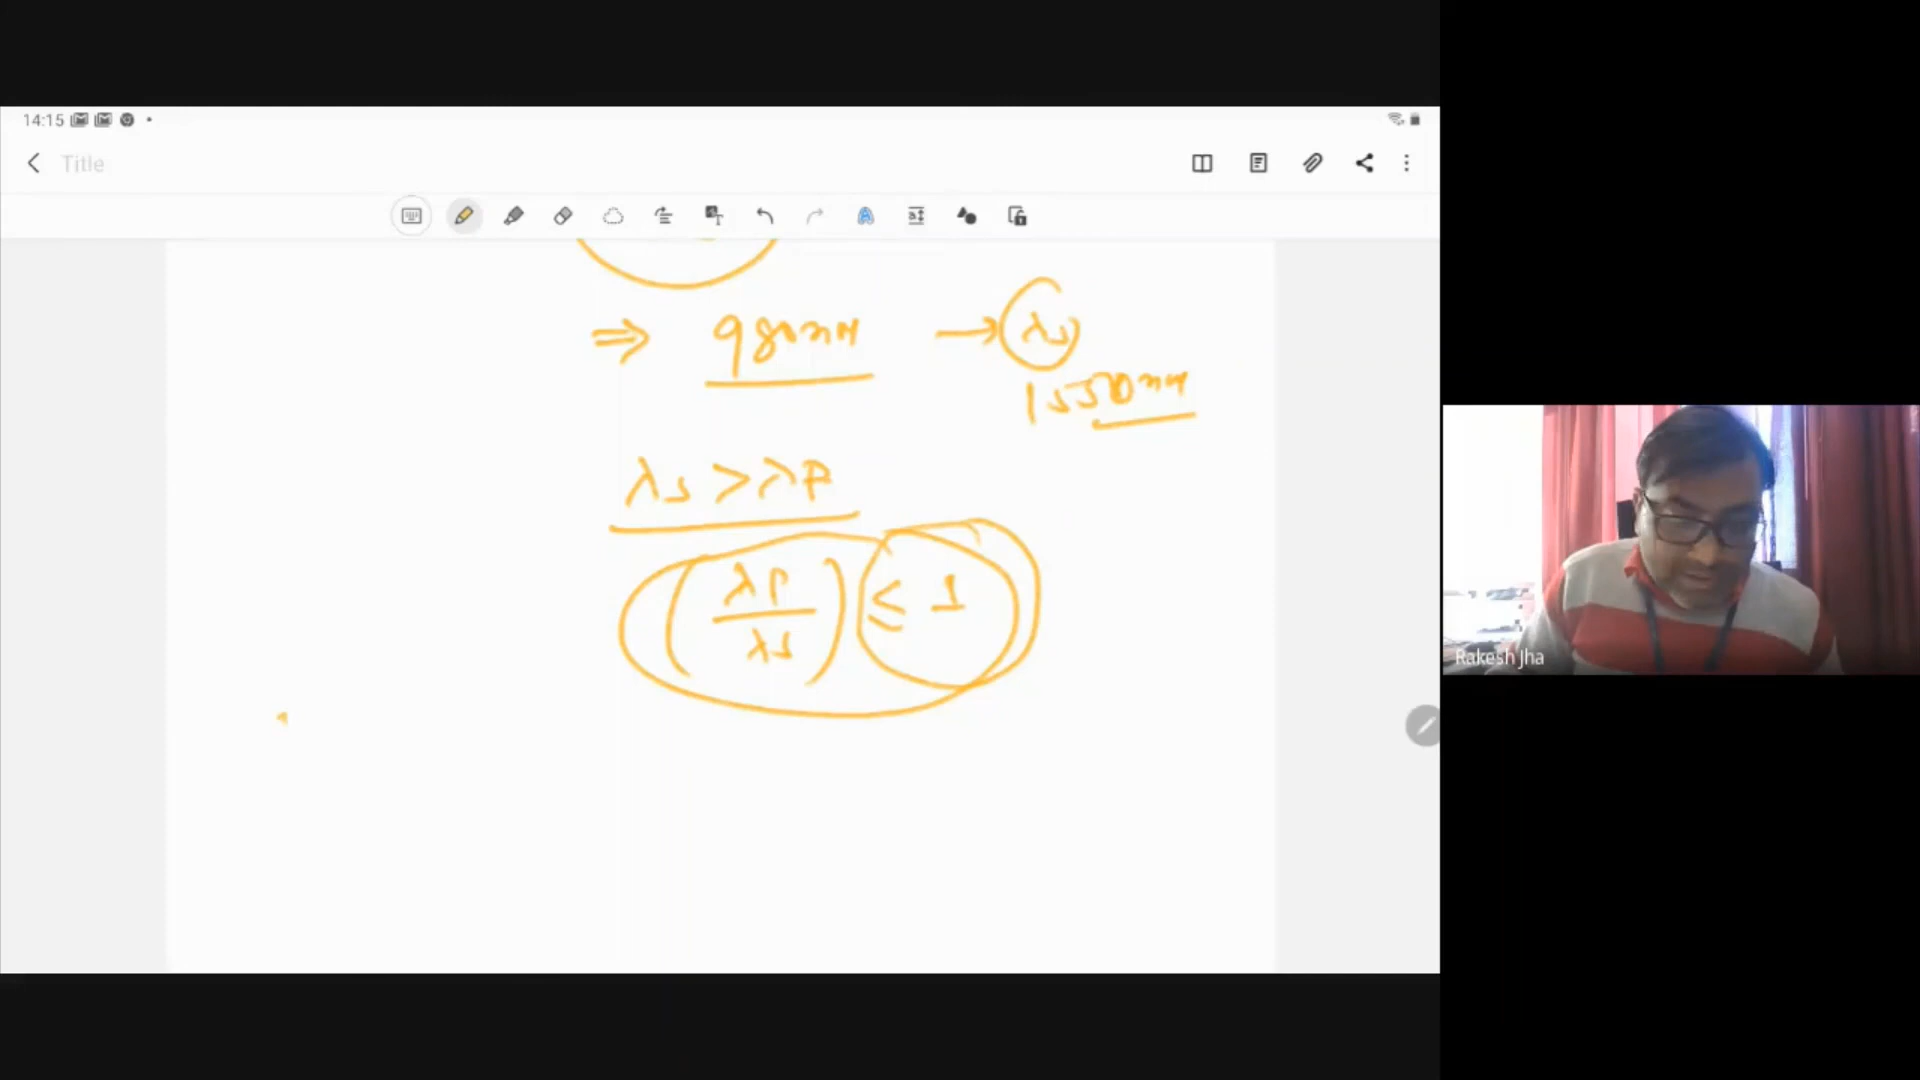 14:15
Title
⇒ 980nm → λs
1550nm
λs > λP
(λP/λs) ≤ 1
Rakesh Jha